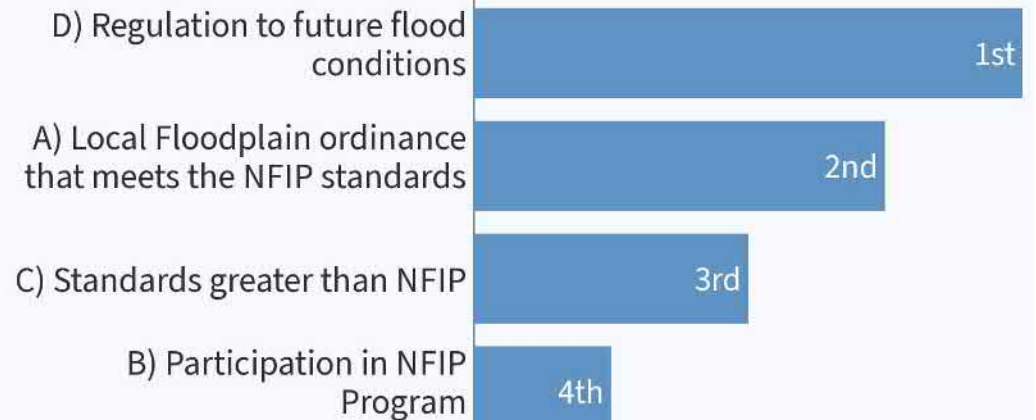 D) Regulation to future flood
conditions
1st
A) Local Floodplain ordinance
that meets the NFIP standards
2nd
C) Standards greater than NFIP
3rd
B) Participation in NFIP
Program
4th